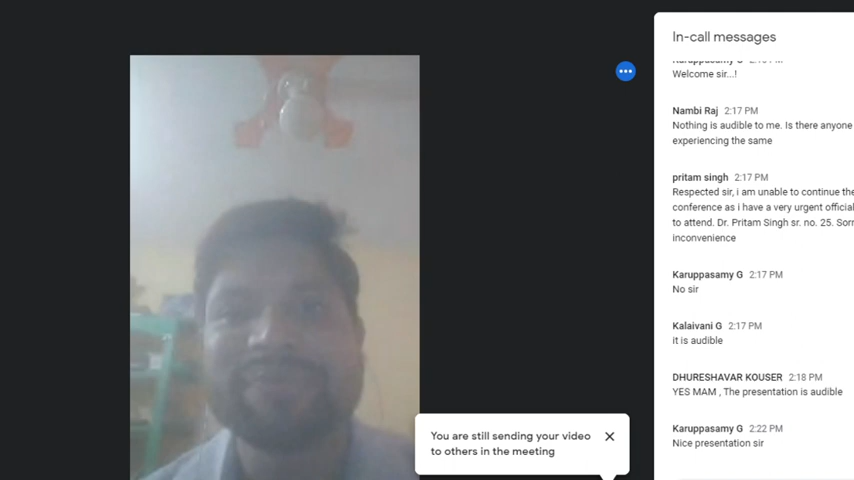 In-call messages
Welcome sir...!
Nambi Raj 2:17 PM
Nothing is audible to me. Is there anyone
experiencing the same
pritam singh 2:17 PM
Respected sir, i am unable to continue the
conference as i have a very urgent official
to attend. Dr. Pritam Singh sr. no. 25. Sorr
inconvenience
Karuppasamy G 2:17 PM
No sir
Kalaivani G 2:17 PM
it is audible
DHURESHAVAR KOUSER 2:18 PM
YES MAM , The presentation is audible
Karuppasamy G 2:22 PM
Nice presentation sir
You are still sending your video
to others in the meeting